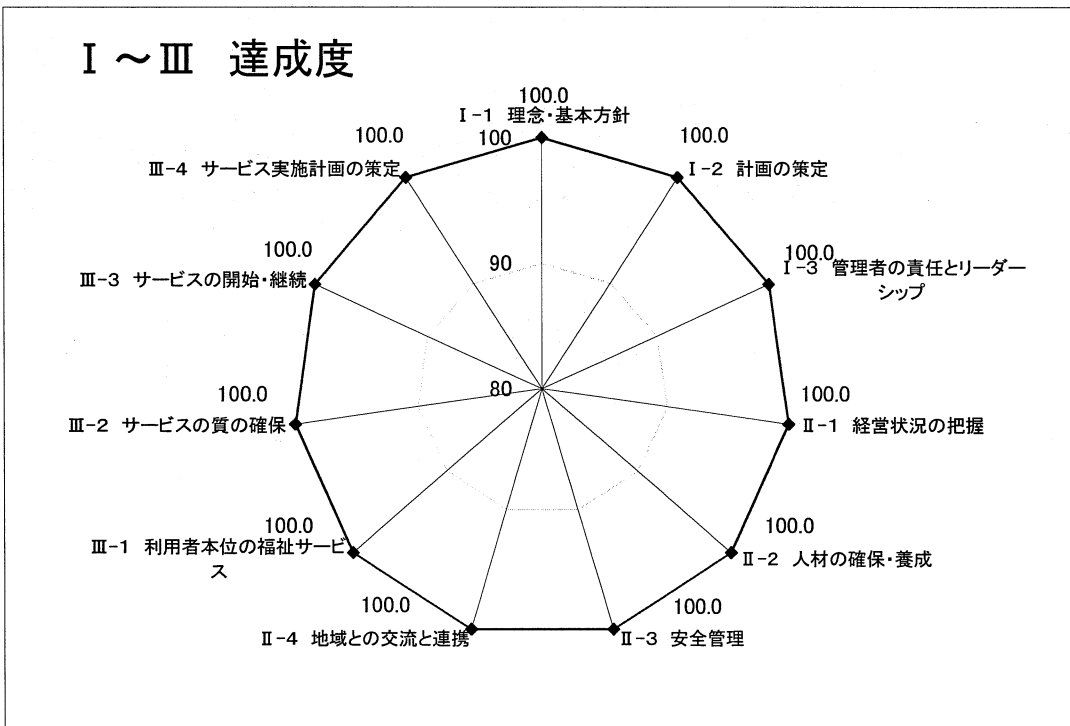 Ⅰ～Ⅲ 達成度
100.0
Ⅰ-1 理念・基本方針
100
100.0
Ⅰ-2 計画の策定
100.0
Ⅰ-3 管理者の責任とリーダー
シップ
100.0
Ⅱ-1 経営状況の把握
100.0
Ⅱ-2 人材の確保・養成
100.0
Ⅱ-3 安全管理
100.0
Ⅱ-4 地域との交流と連携
100.0
Ⅲ-1 利用者本位の福祉サービ
ス
100.0
Ⅲ-2 サービスの質の確保
100.0
Ⅲ-3 サービスの開始・継続
100.0
Ⅲ-4 サービス実施計画の策定
90
80